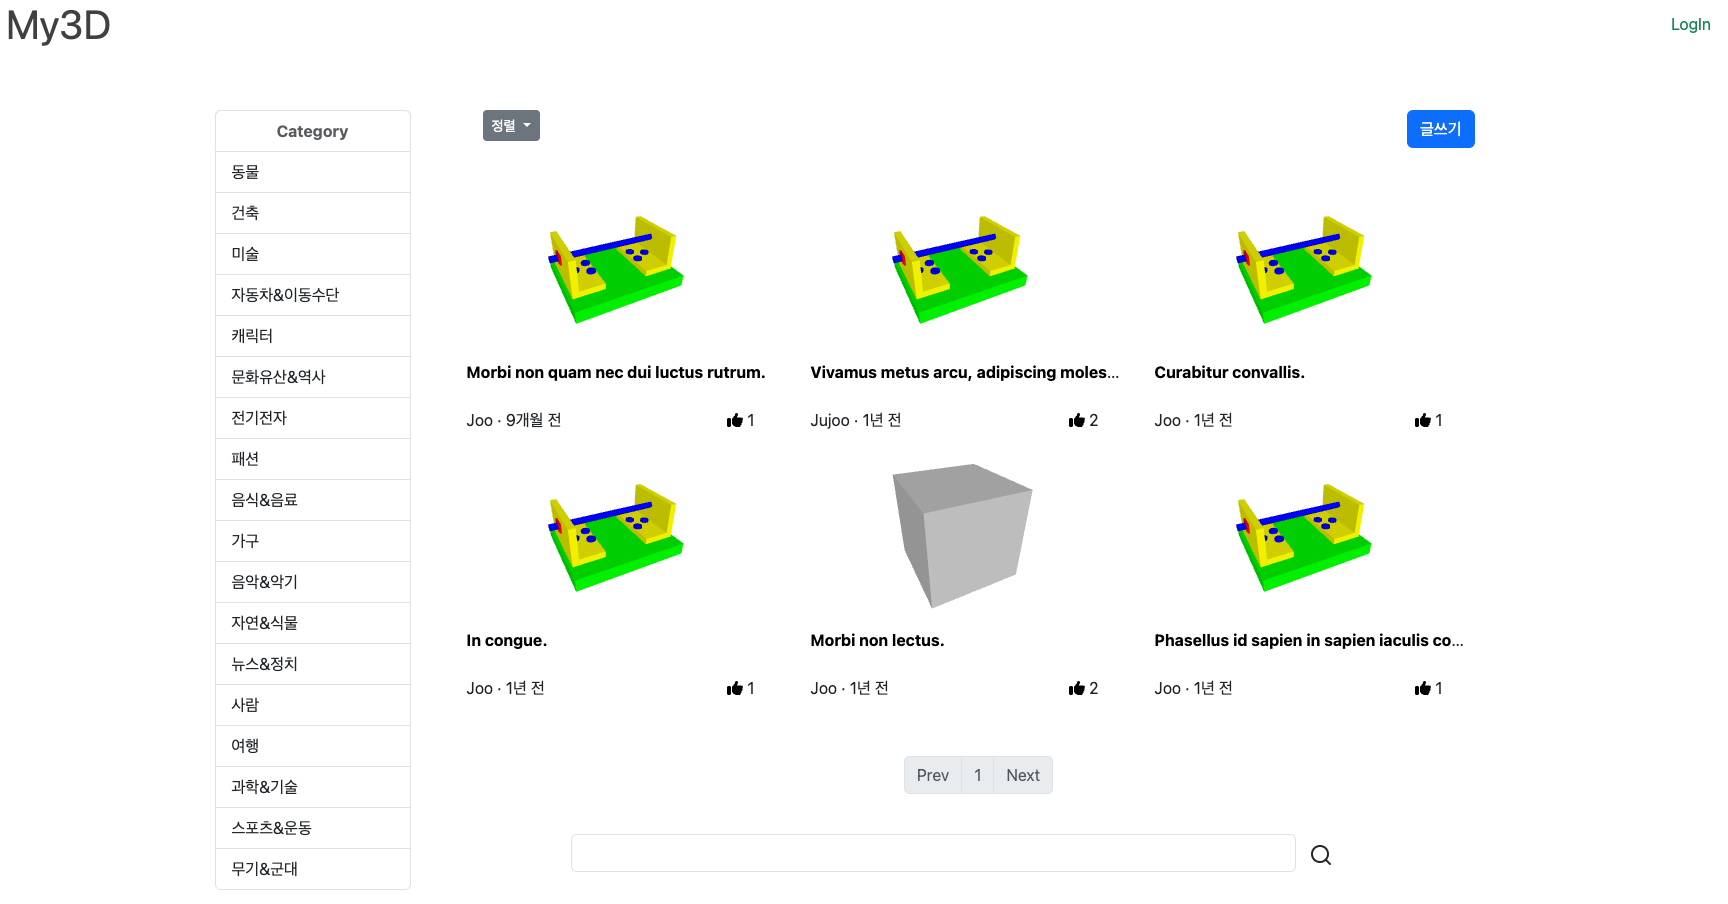 My3D
LogIn
Category
동물
건축
미술
자동차&이동수단
캐릭터
문화유산&역사
전기전자
패션
음식&음료
가구
음악&악기
자연&식물
뉴스&정치
사람
여행
과학&기술
스포츠&운동
무기&군대
정렬
글쓰기
Morbi non quam nec dui luctus rutrum.
Joo · 9개월 전
1
Vivamus metus arcu, adipiscing moles...
Jujoo · 1년 전
2
Curabitur convallis.
Joo · 1년 전
1
In congue.
Joo · 1년 전
1
Morbi non lectus.
Joo · 1년 전
2
Phasellus id sapien in sapien iaculis co...
Joo · 1년 전
1
Prev 1 Next